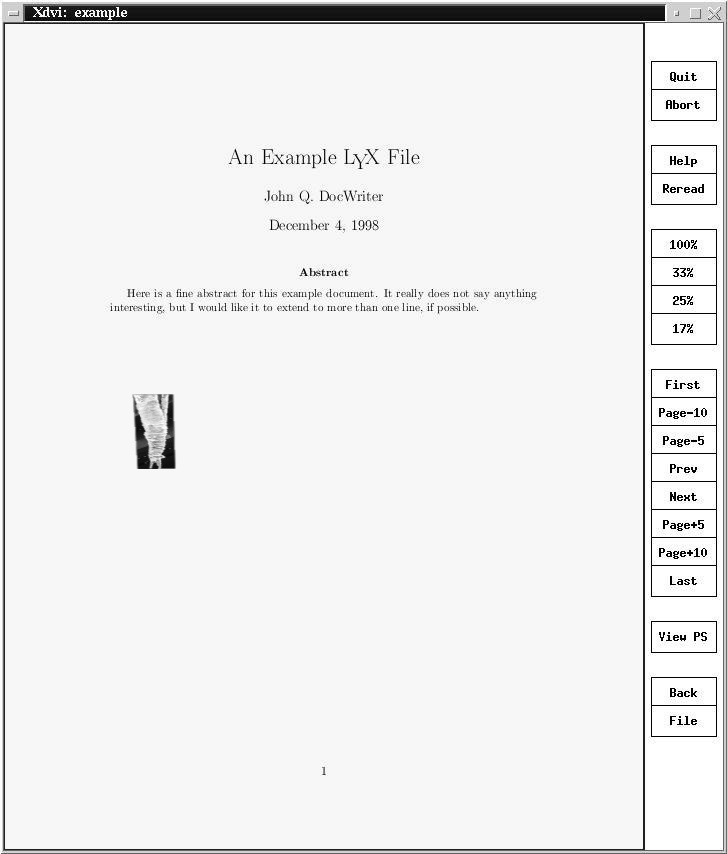 Xdvi: example
An Example LYX File
John Q. DocWriter
December 4, 1998
Abstract
Here is a fine abstract for this example document. It really does not say anything
interesting, but I would like it to extend to more than one line, if possible.
1
Quit
Abort
Help
Reread
100%
33%
25%
17%
First
Page-10
Page-5
Prev
Next
Page+5
Page+10
Last
View PS
Back
File